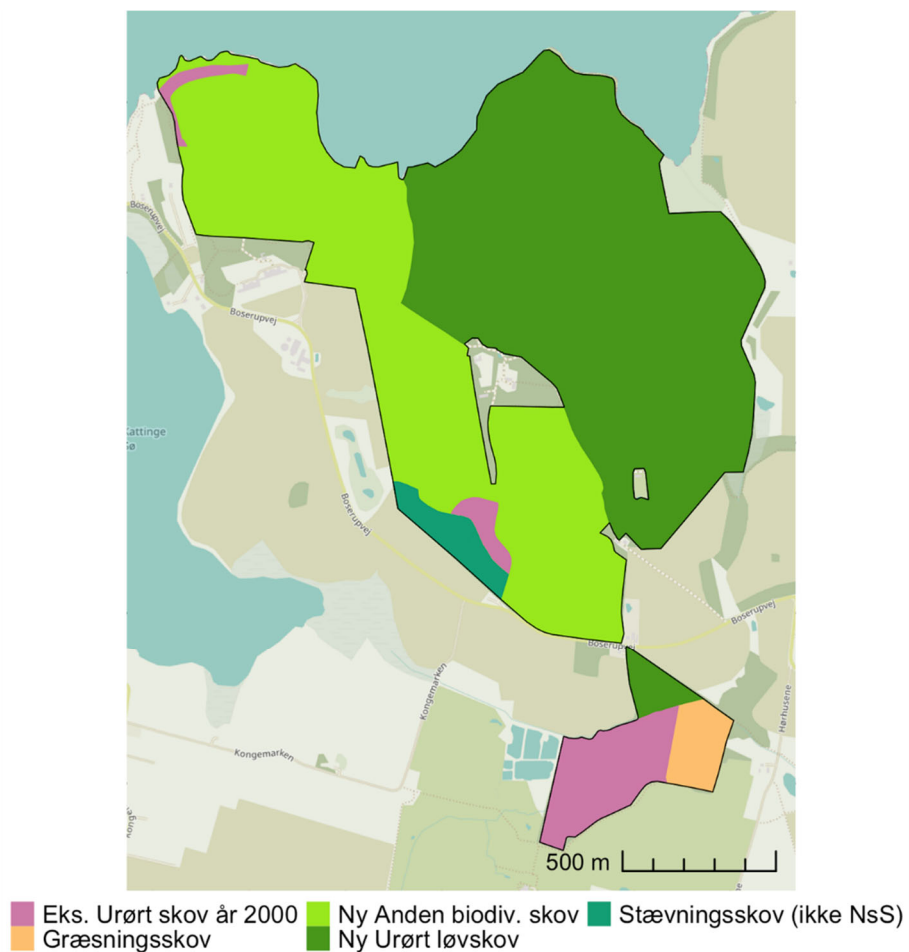 Boserupvej
Boserupvej
Kattinge
Sø
Boserupvej
Boserupvej
Boserupvej
Kongemarken
Hørhusene
Kongemarken
500 m
Eks. Urørt skov år 2000
Ny Anden biodiv. skov
Stævningsskov (ikke NsS)
Græsningsskov
Ny Urørt løvskov